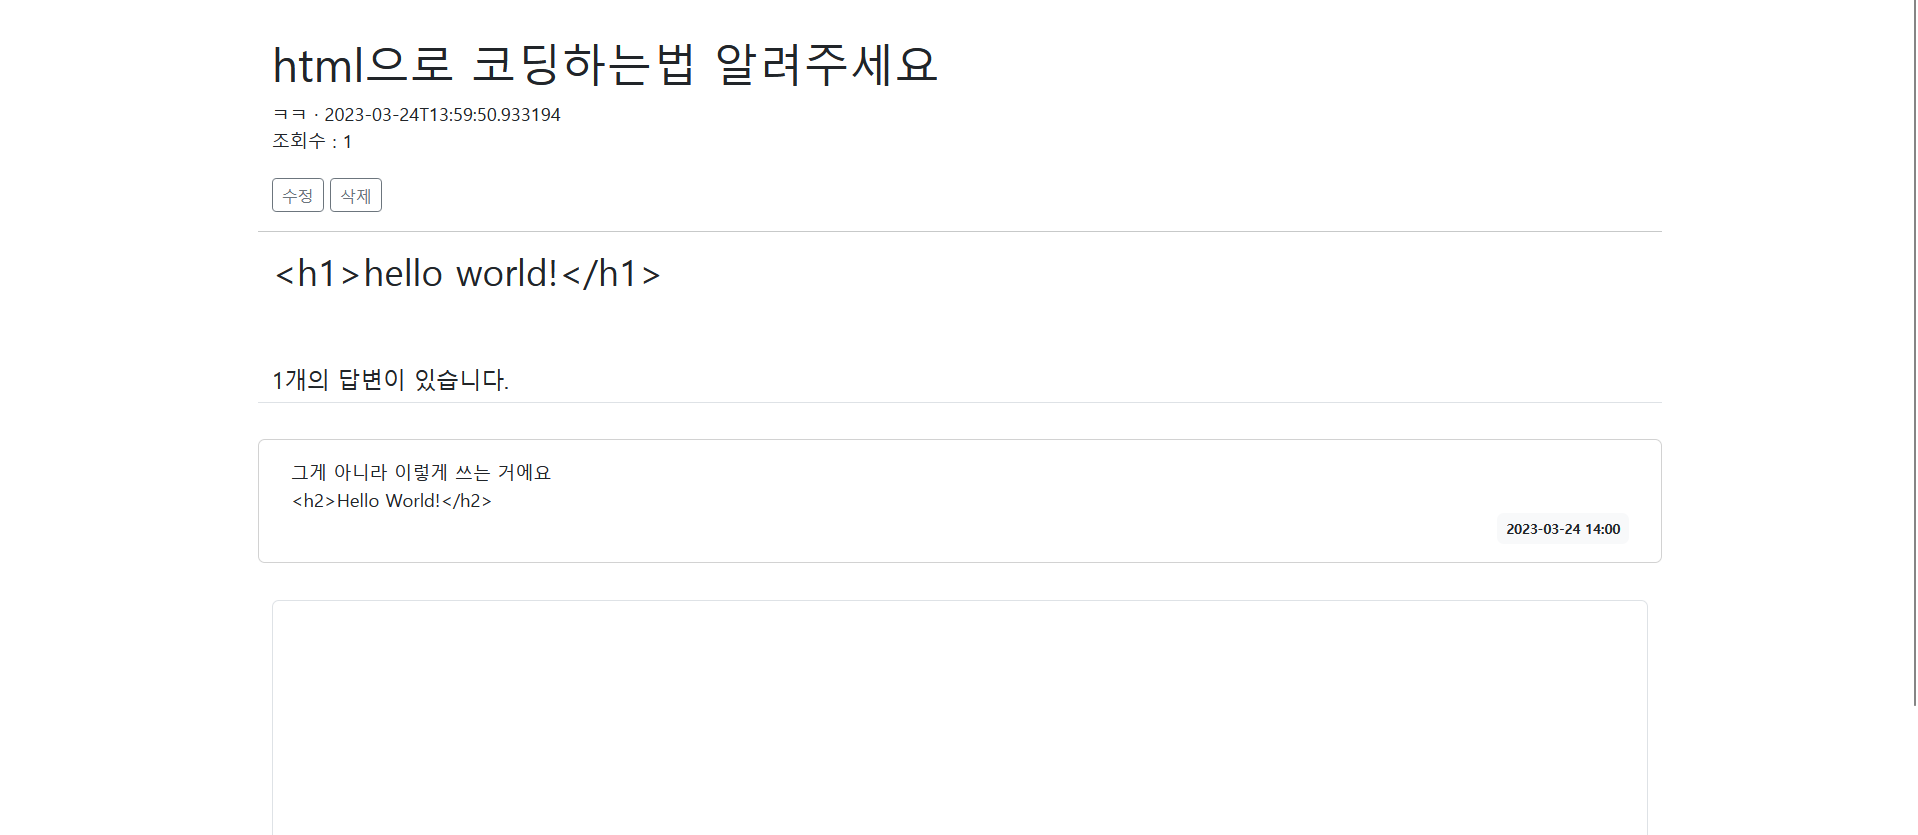 html으로 코딩하는법 알려주세요
ㅋㅋ · 2023-03-24T13:59:50.933194
조회수 : 1
수정 삭제
<h1>hello world!</h1>
1개의 답변이 있습니다.
그게 아니라 이렇게 쓰는 거에요
<h2>Hello World!</h2>
2023-03-24 14:00